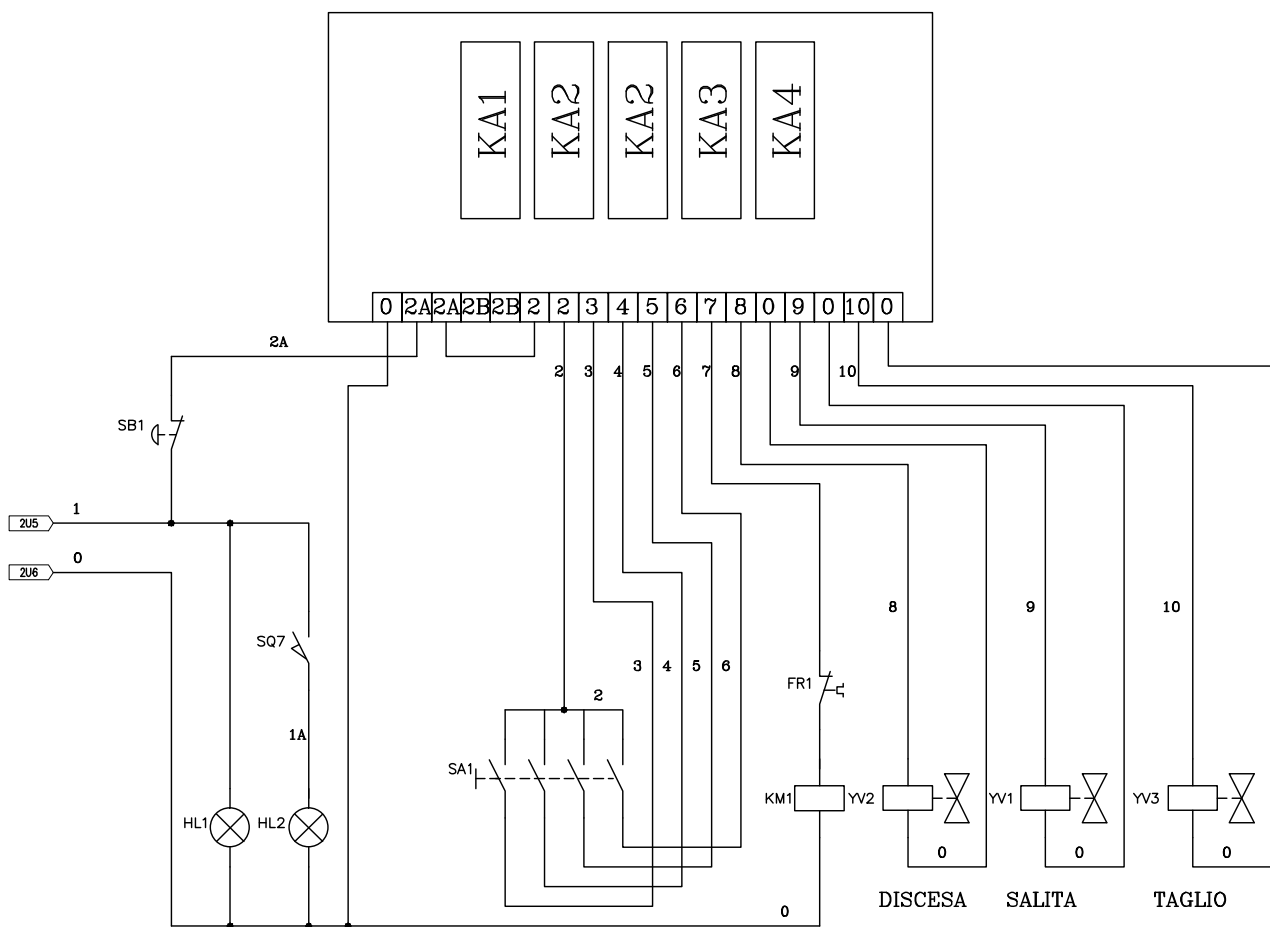 KA1 KA2 KA2 KA3 KA4
0 2A 2A 2B 2B 2 2 3 4 5 6 7 8 0 9 0 10 0
2A
2 3 4 5 6 7 8 9 10
SB1
2U5 1
2U6 0
8 9 10
SQ7
3 4 5 6
FR1
2
1A
SA1
KM1 YV2 YV1 YV3
HL1 HL2
0 0 0
0
DISCESA SALITA TAGLIO